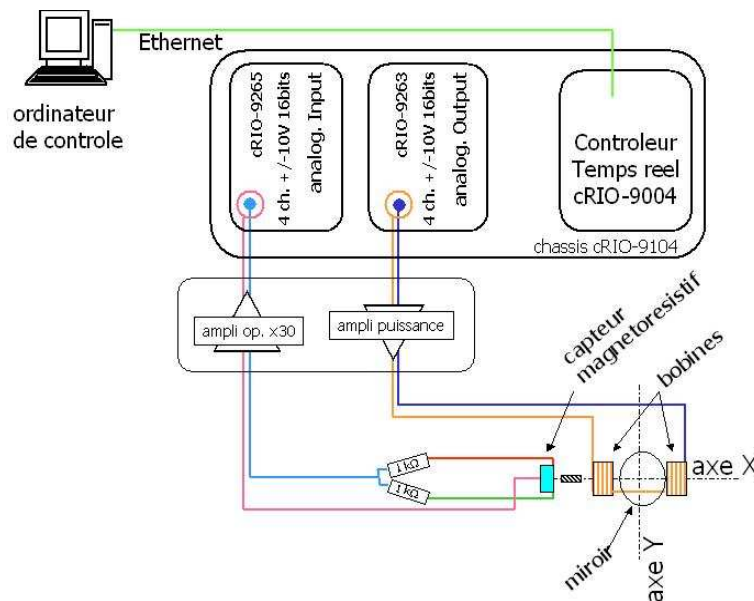 Ethernet
ordinateur
de controle
cRIO-9265
4 ch. +/-10V 16bits
analog. Input
cRIO-9263
4 ch. +/-10V 16bits
analog. Output
Controleur
Temps reel
cRIO-9004
chassis cRIO-9104
ampli op. x30
ampli puissance
capteur
magnetoresistif
bobines
1 kΩ
1 kΩ
axe X
miroir
axe Y